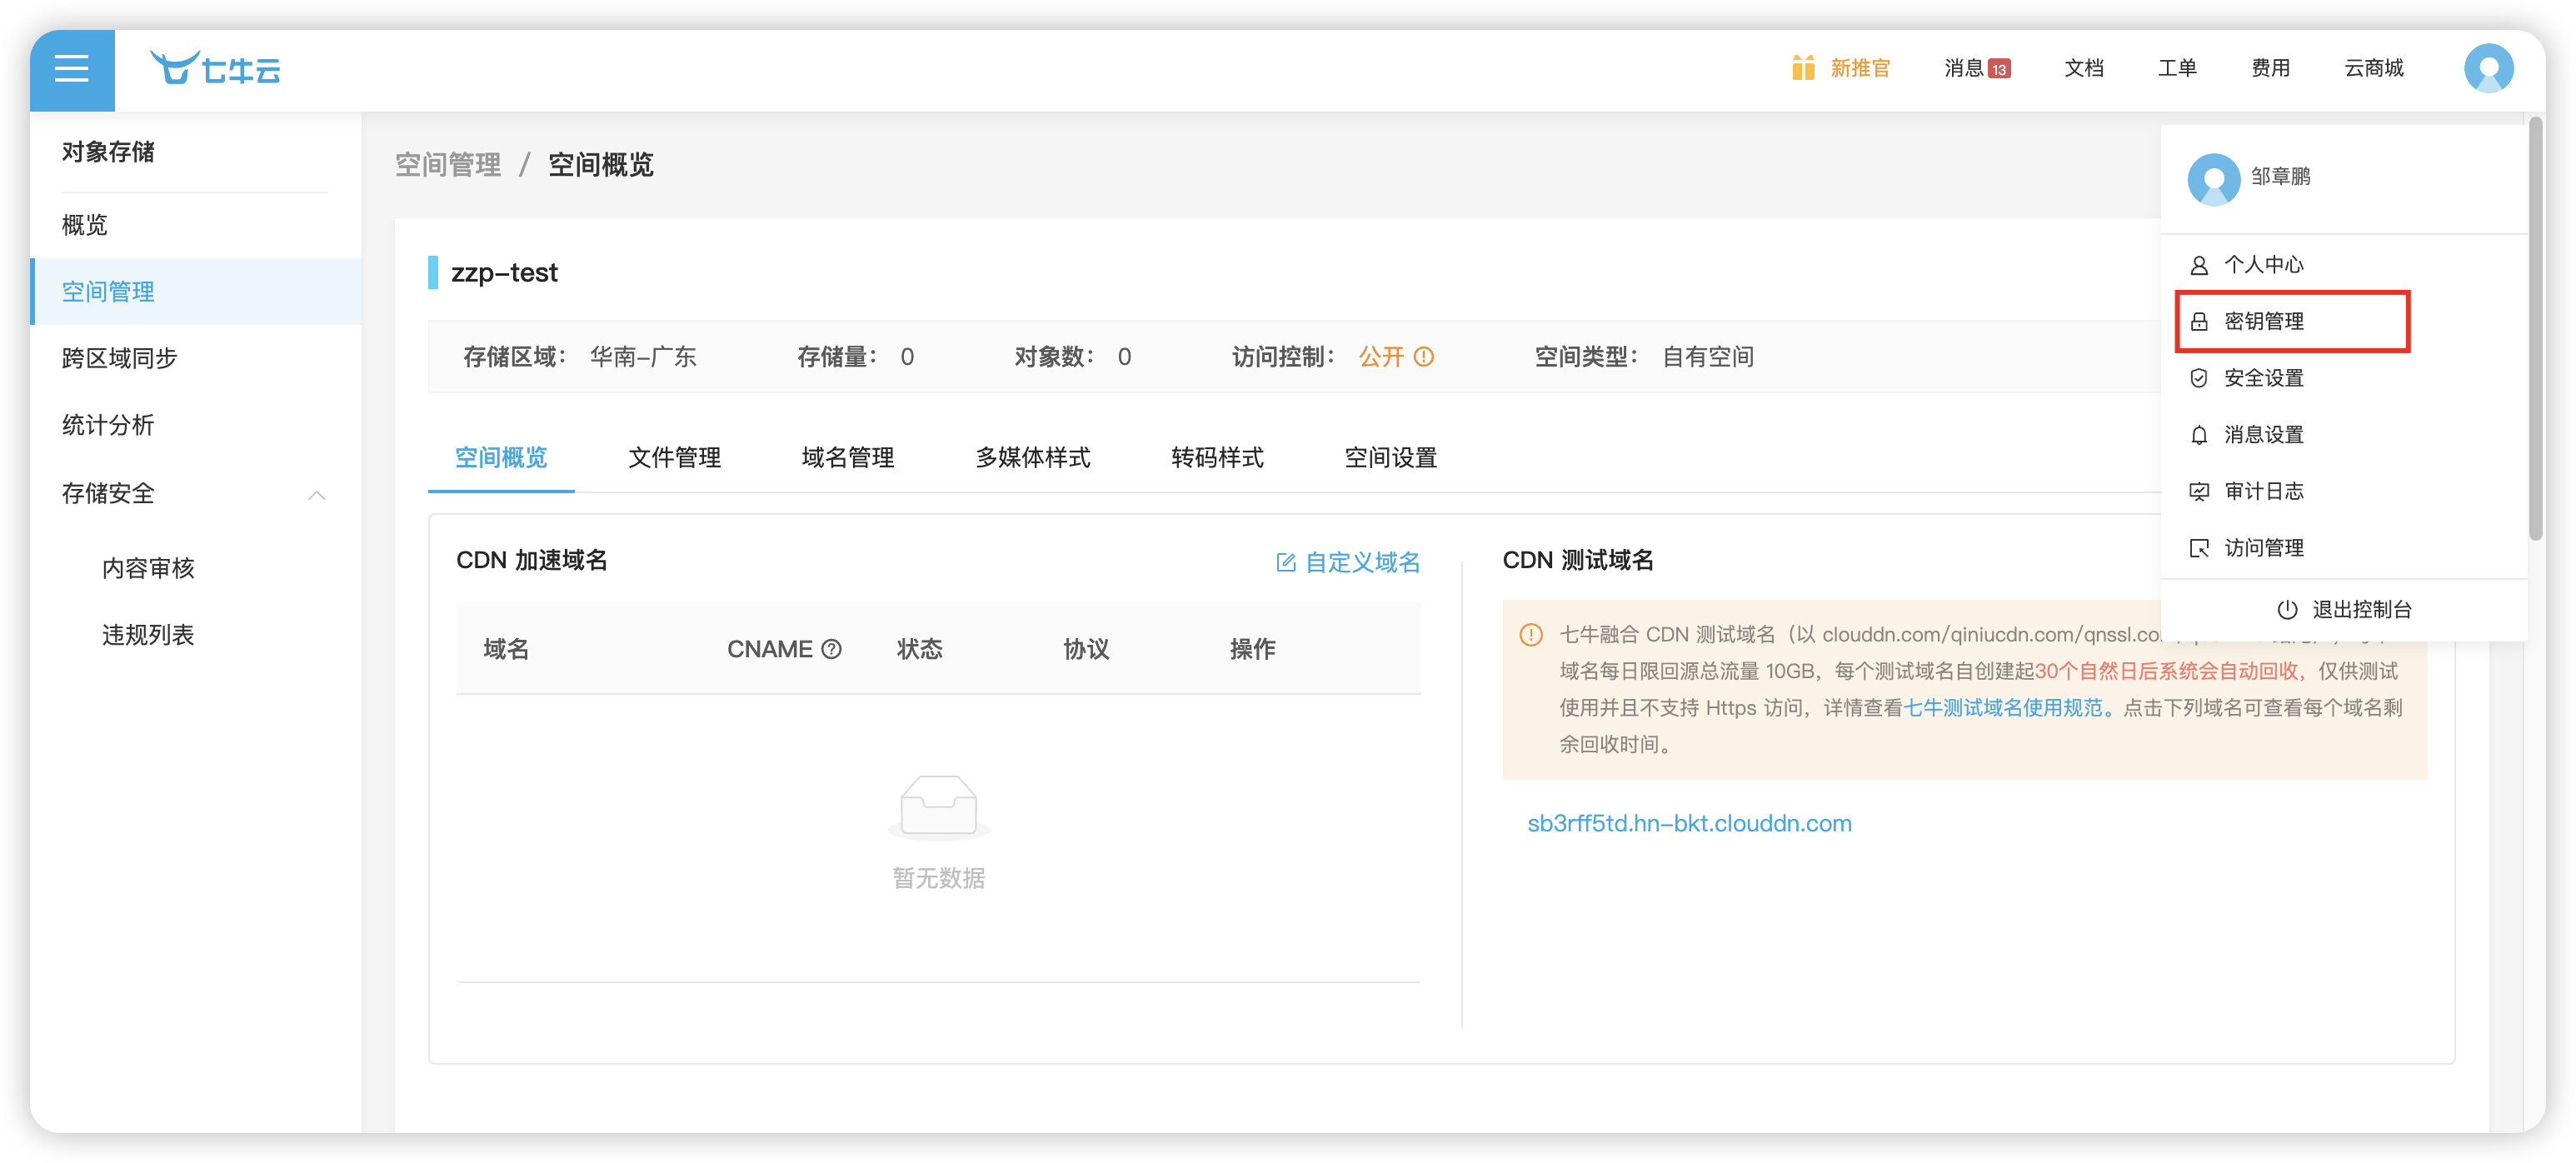 七牛云
新推官 消息 13 文档 工单 费用 云商城
对象存储
概览
空间管理
跨区域同步
统计分析
存储安全
内容审核
违规列表
空间管理 / 空间概览
zzp-test
存储区域： 华南-广东 存储量： 0 对象数： 0 访问控制： 公开 空间类型： 自有空间
空间概览 文件管理 域名管理 多媒体样式 转码样式 空间设置
CDN 加速域名 自定义域名
域名 CNAME 状态 协议 操作
暂无数据
CDN 测试域名
七牛融合 CDN 测试域名（以 clouddn.com/qiniucdn.com/qnssl.co
域名每日限回源总流量 10GB，每个测试域名自创建起30个自然日后系统会自动回收，仅供测试
使用并且不支持 Https 访问，详情查看七牛测试域名使用规范。点击下列域名可查看每个域名剩
余回收时间。
sb3rff5td.hn-bkt.clouddn.com
邹章鹏
个人中心
密钥管理
安全设置
消息设置
审计日志
访问管理
退出控制台